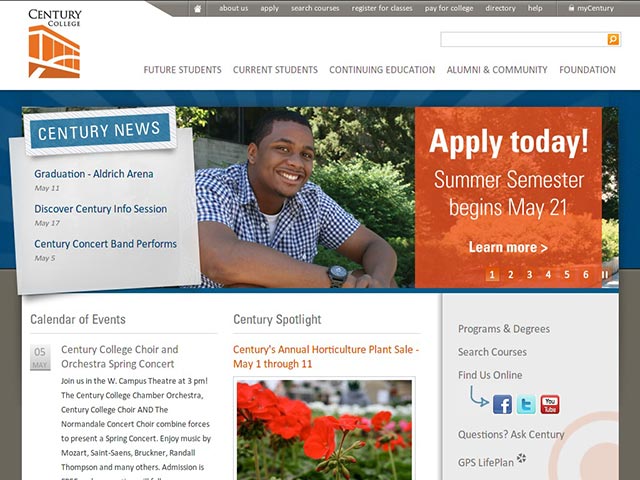 CENTURY
COLLEGE
about us
apply
search courses
register for classes
pay for college
directory
help
myCentury
FUTURE STUDENTS
CURRENT STUDENTS
CONTINUING EDUCATION
ALUMNI & COMMUNITY
FOUNDATION
CENTURY NEWS
Graduation - Aldrich Arena
May 11
Discover Century Info Session
May 17
Century Concert Band Performs
May 5
Apply today!
Summer Semester
begins May 21
Learn more >
1 2 3 4 5 6
Calendar of Events
05
MAY
Century College Choir and
Orchestra Spring Concert
Join us in the W. Campus Theatre at 3 pm!
The Century College Chamber Orchestra,
Century College Choir AND The
Normandale Concert Choir combine forces
to present a Spring Concert. Enjoy music by
Mozart, Saint-Saens, Bruckner, Randall
Thompson and many others. Admission is
Century Spotlight
Century's Annual Horticulture Plant Sale -
May 1 through 11
Programs & Degrees
Search Courses
Find Us Online
You
Tube
Questions? Ask Century
GPS LifePlan